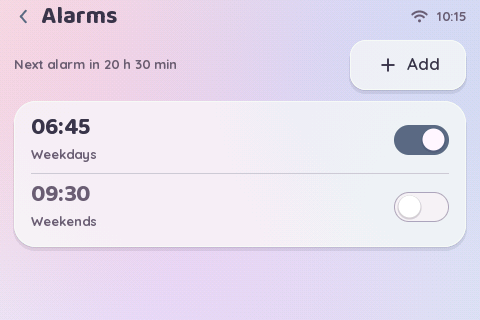 Alarms
10:15
Next alarm in 20 h 30 min
Add
06:45
Weekdays
09:30
Weekends